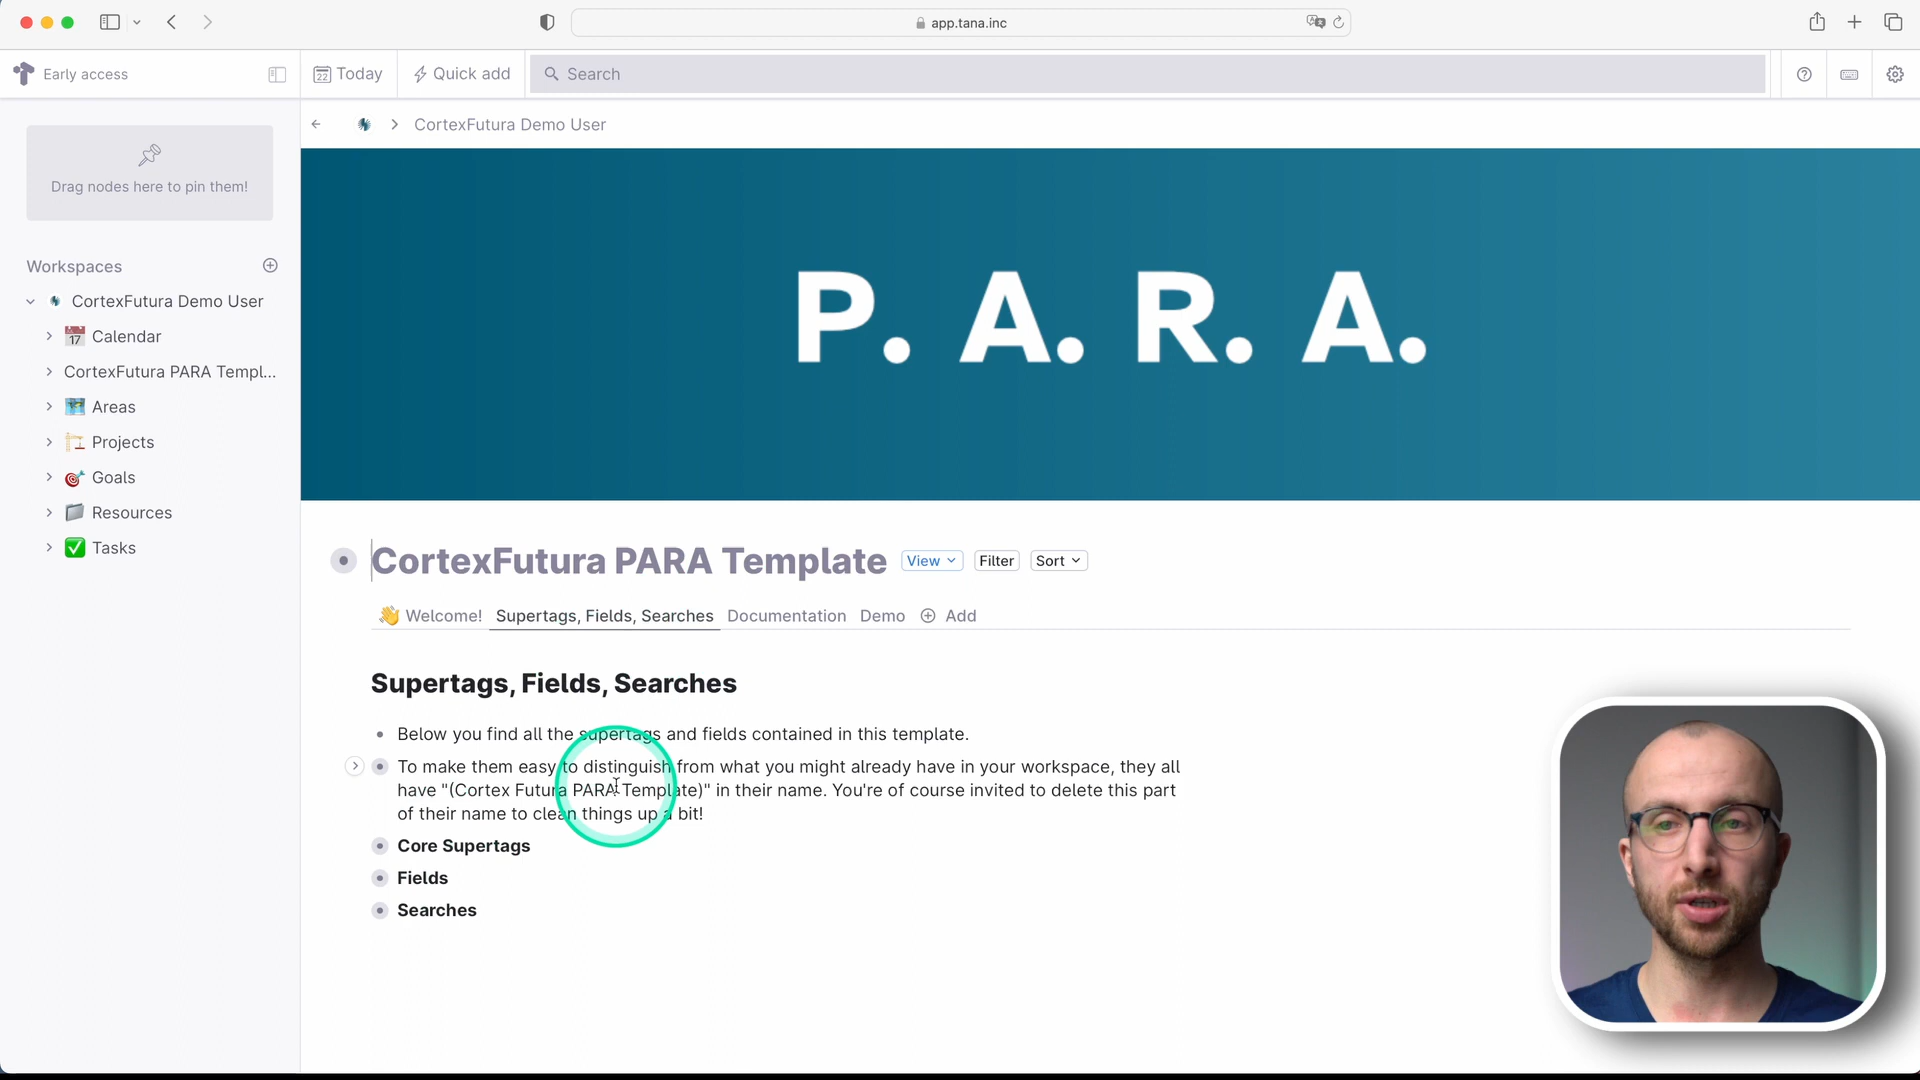 app.tana.inc
Early access
22 Today
Quick add
Search
Drag nodes here to pin them!
CortexFutura Demo User
P. A. R. A.
Workspaces
CortexFutura Demo User
17 Calendar
CortexFutura PARA Templ...
Areas
Projects
Goals
Resources
Tasks
CortexFutura PARA Template View Filter Sort
👋 Welcome! Supertags, Fields, Searches Documentation Demo Add
Supertags, Fields, Searches
Below you find all the supertags and fields contained in this template.
To make them easy to distinguish from what you might already have in your workspace, they all
have "(Cortex Futura PARA Template)" in their name. You're of course invited to delete this part
of their name to clean things up a bit!
Core Supertags
Fields
Searches